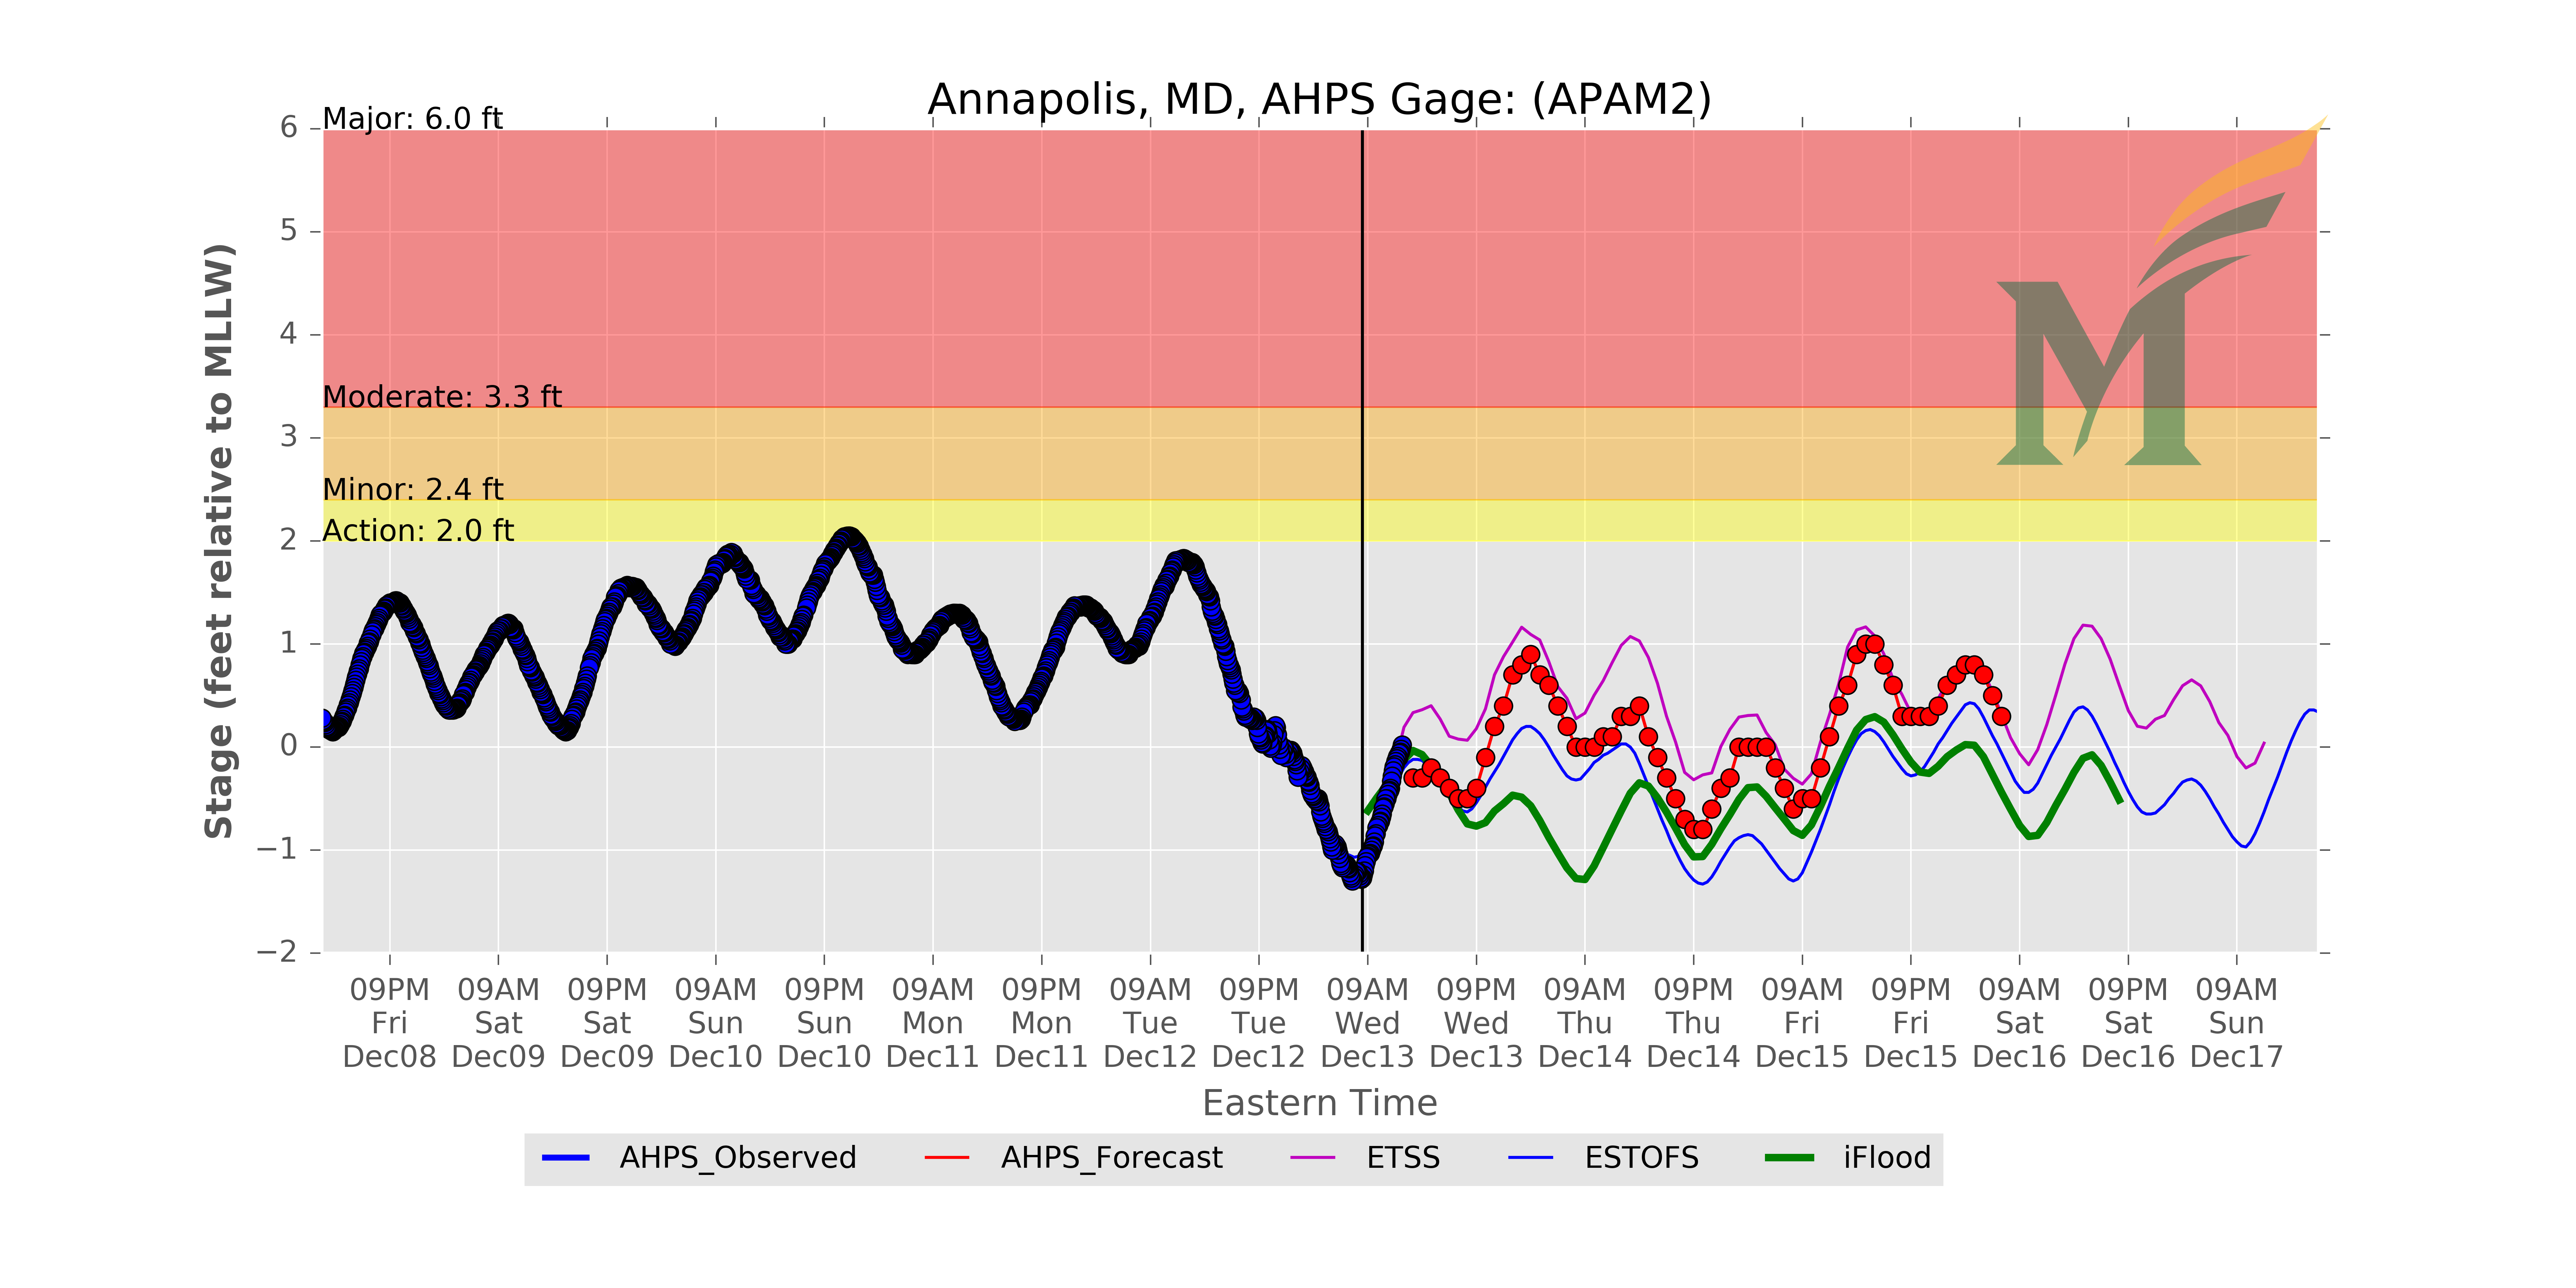 Annapolis, MD, AHPS Gage: (APAM2)
Major: 6.0 ft
Moderate: 3.3 ft
Minor: 2.4 ft
Action: 2.0 ft
Stage (feet relative to MLLW)
6
5
4
3
2
1
0
−1
−2
09PM 09AM 09PM 09AM 09PM 09AM 09PM 09AM 09PM 09AM 09PM 09AM 09PM 09AM 09PM 09AM 09PM 09AM
Fri Sat Sat Sun Sun Mon Mon Tue Tue Wed Wed Thu Thu Fri Fri Sat Sat Sun
Dec08 Dec09 Dec09 Dec10 Dec10 Dec11 Dec11 Dec12 Dec12 Dec13 Dec13 Dec14 Dec14 Dec15 Dec15 Dec16 Dec16 Dec17
Eastern Time
AHPS_Observed AHPS_Forecast ETSS ESTOFS iFlood
M